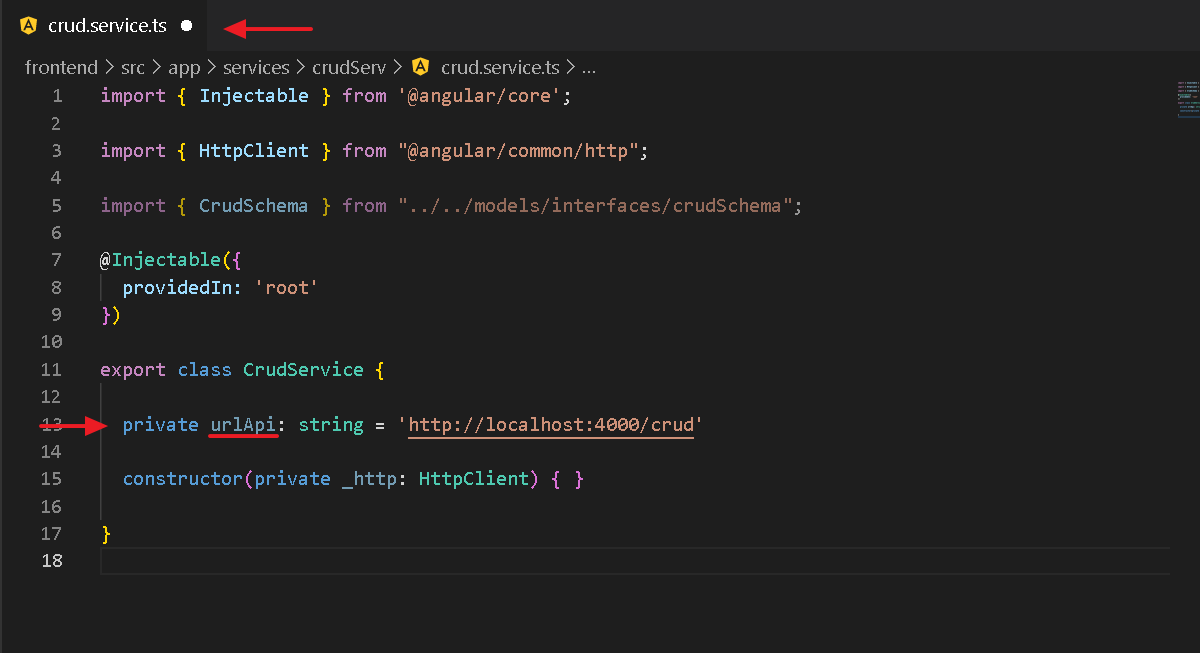 crud.service.ts
frontend > src > app > services > crudServ > crud.service.ts > ...
1 import { Injectable } from '@angular/core';
2
3 import { HttpClient } from "@angular/common/http";
4
5 import { CrudSchema } from "../../models/interfaces/crudSchema";
6
7 @Injectable({
8   providedIn: 'root'
9 })
10
11 export class CrudService {
12
13   private urlApi: string = 'http://localhost:4000/crud'
14
15   constructor(private _http: HttpClient) { }
16
17 }
18